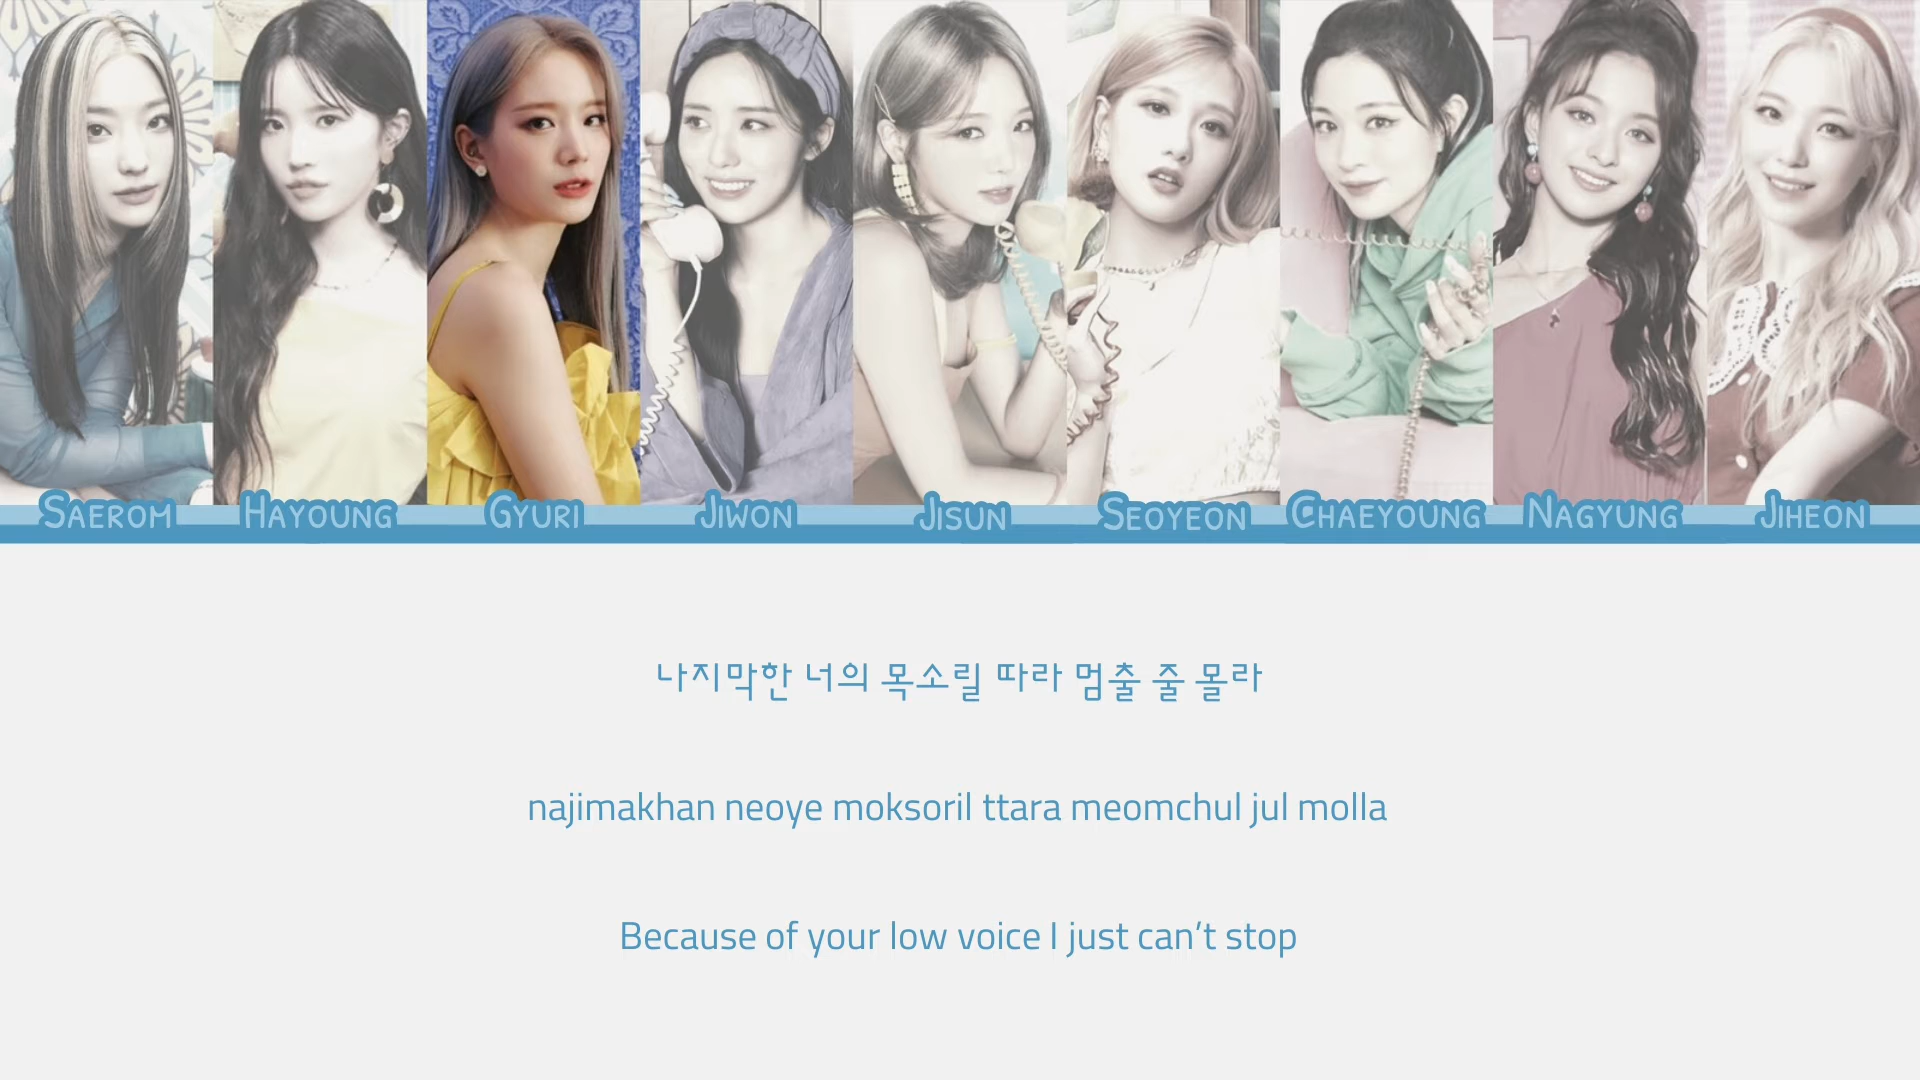 SAEROM HAYOUNG GYURI JIWON JISUN SEOYEON CHAEYOUNG NAGYUNG JIHEON
나지막한 너의 목소릴 따라 멈출 줄 몰라
najimakhan neoye moksoril ttara meomchul jul molla
Because of your low voice I just can’t stop